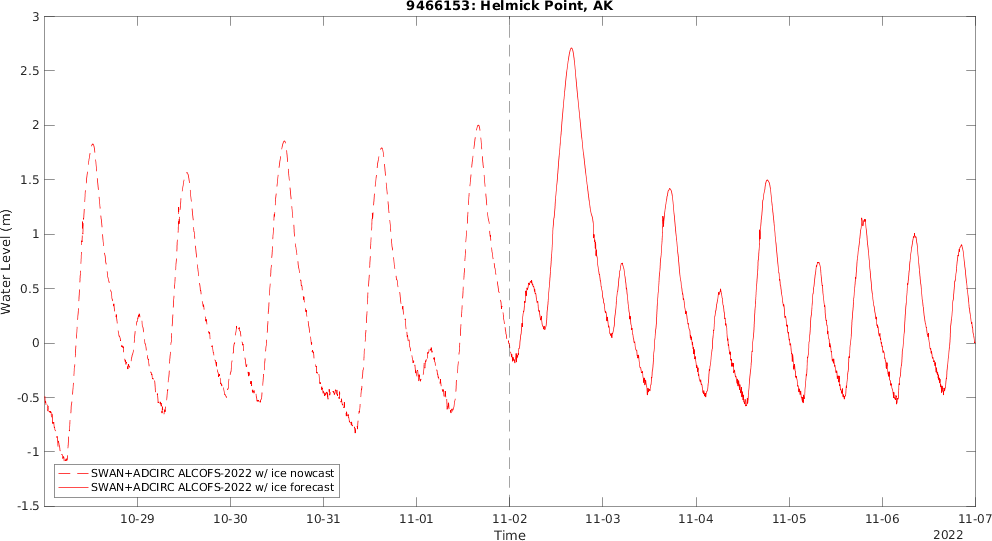 9466153: Helmick Point, AK
3
2.5
2
1.5
1
0.5
0
-0.5
-1
-1.5
Water Level (m)
SWAN+ADCIRC ALCOFS-2022 w/ ice nowcast
SWAN+ADCIRC ALCOFS-2022 w/ ice forecast
10-29 10-30 10-31 11-01 11-02 11-03 11-04 11-05 11-06 11-07
Time
2022